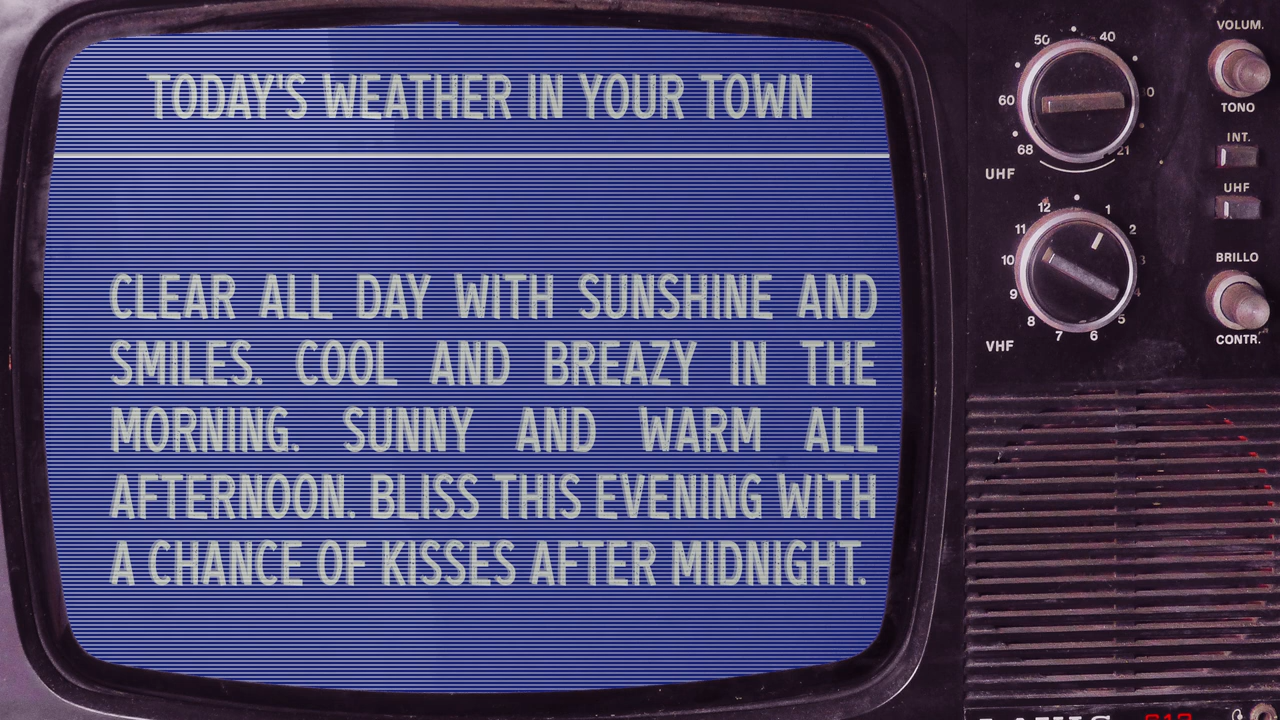 TODAY'S WEATHER IN YOUR TOWN
CLEAR ALL DAY WITH SUNSHINE AND
SMILES. COOL AND BREAZY IN THE
MORNING. SUNNY AND WARM ALL
AFTERNOON. BLISS THIS EVENING WITH
A CHANCE OF KISSES AFTER MIDNIGHT.
50 40
60
68 21
UHF
12 1
11 2
10 3
9 4
8 5
7 6
VHF
VOLUM.
TONO
INT.
UHF
BRILLO
CONTR.